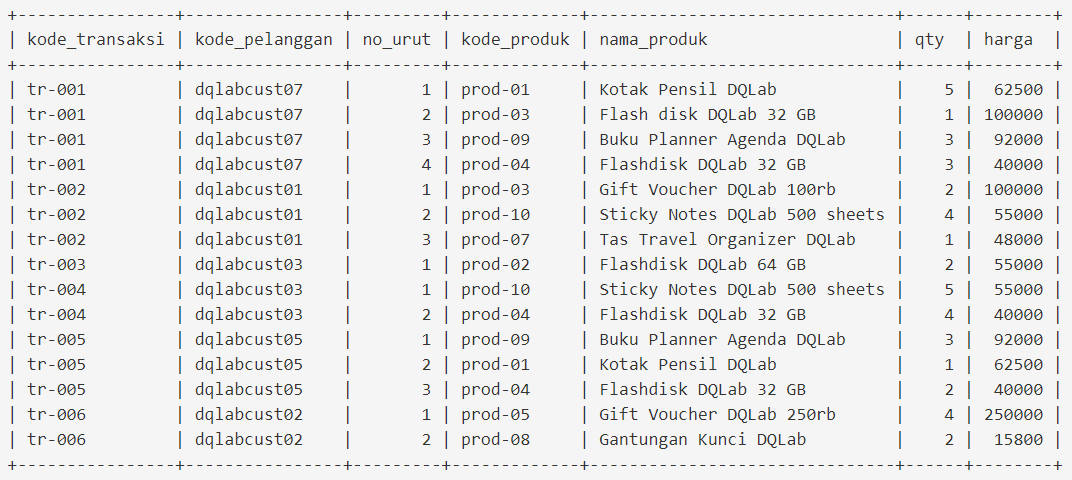 +----------------+----------------+---------+-------------+------------------------------+------+--------+
| kode_transaksi | kode_pelanggan | no_urut | kode_produk | nama_produk                  | qty  | harga  |
+----------------+----------------+---------+-------------+------------------------------+------+--------+
| tr-001         | dqlabcust07    |       1 | prod-01     | Kotak Pensil DQLab           |    5 |  62500 |
| tr-001         | dqlabcust07    |       2 | prod-03     | Flash disk DQLab 32 GB       |    1 | 100000 |
| tr-001         | dqlabcust07    |       3 | prod-09     | Buku Planner Agenda DQLab    |    3 |  92000 |
| tr-001         | dqlabcust07    |       4 | prod-04     | Flashdisk DQLab 32 GB        |    3 |  40000 |
| tr-002         | dqlabcust01    |       1 | prod-03     | Gift Voucher DQLab 100rb     |    2 | 100000 |
| tr-002         | dqlabcust01    |       2 | prod-10     | Sticky Notes DQLab 500 sheets |    4 |  55000 |
| tr-002         | dqlabcust01    |       3 | prod-07     | Tas Travel Organizer DQLab   |    1 |  48000 |
| tr-003         | dqlabcust03    |       1 | prod-02     | Flashdisk DQLab 64 GB        |    2 |  55000 |
| tr-004         | dqlabcust03    |       1 | prod-10     | Sticky Notes DQLab 500 sheets |    5 |  55000 |
| tr-004         | dqlabcust03    |       2 | prod-04     | Flashdisk DQLab 32 GB        |    4 |  40000 |
| tr-005         | dqlabcust05    |       1 | prod-09     | Buku Planner Agenda DQLab    |    3 |  92000 |
| tr-005         | dqlabcust05    |       2 | prod-01     | Kotak Pensil DQLab           |    1 |  62500 |
| tr-005         | dqlabcust05    |       3 | prod-04     | Flashdisk DQLab 32 GB        |    2 |  40000 |
| tr-006         | dqlabcust02    |       1 | prod-05     | Gift Voucher DQLab 250rb     |    4 | 250000 |
| tr-006         | dqlabcust02    |       2 | prod-08     | Gantungan Kunci DQLab        |    2 |  15800 |
+----------------+----------------+---------+-------------+------------------------------+------+--------+